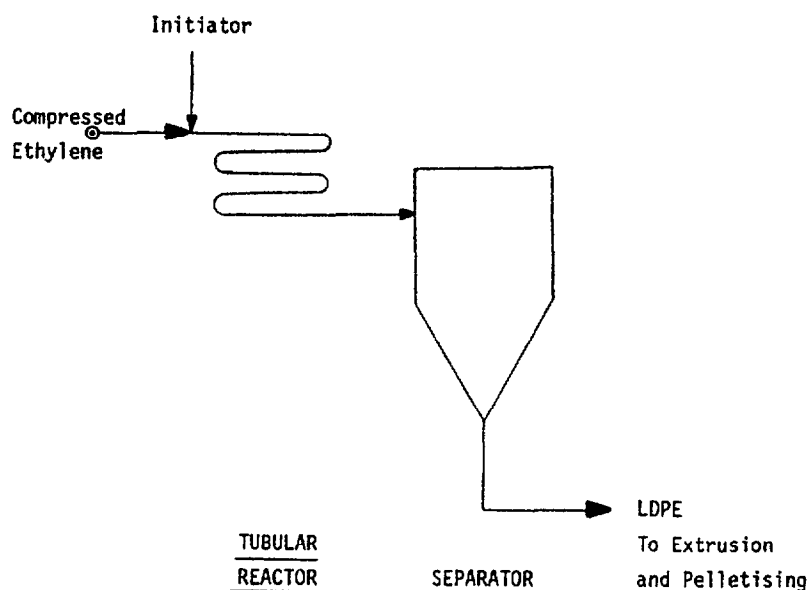 Initiator
Compressed
Ethylene
LDPE
To Extrusion
and Pelletising
TUBULAR
REACTOR
SEPARATOR